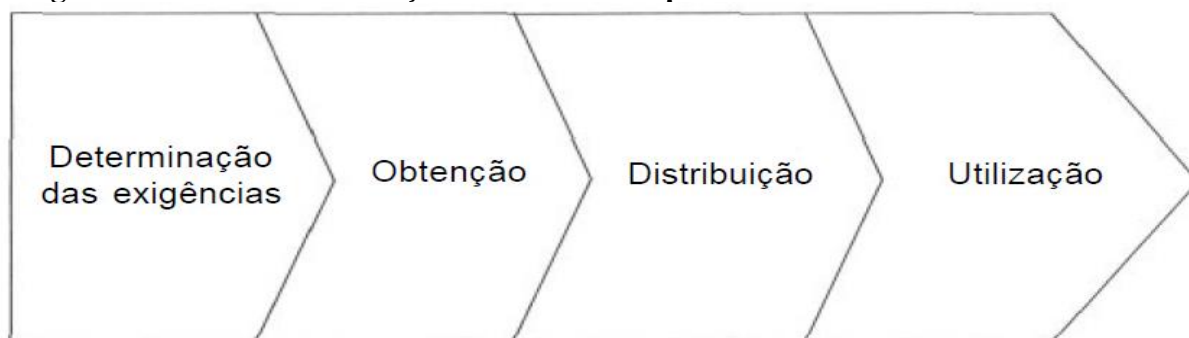 Determinação
das exigências
Obtenção
Distribuição
Utilização